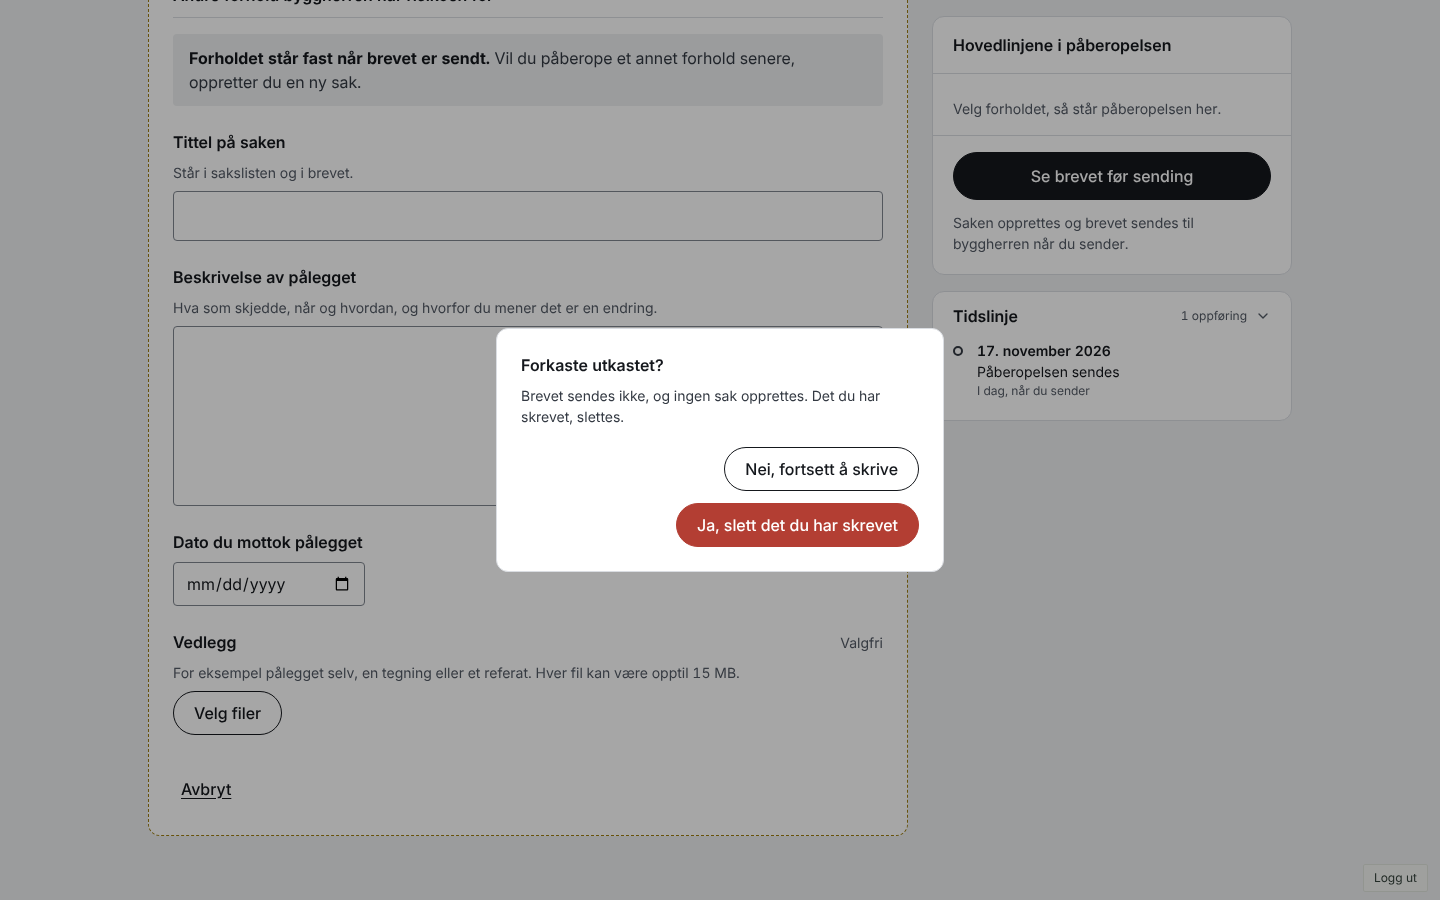 Forholdet står fast når brevet er sendt. Vil du påberope et annet forhold senere,
oppretter du en ny sak.
Tittel på saken
Står i sakslisten og i brevet.
Beskrivelse av pålegget
Hva som skjedde, når og hvordan, og hvorfor du mener det er en endring.
Dato du mottok pålegget
mm/dd/yyyy
Vedlegg
Valgfri
For eksempel pålegget selv, en tegning eller et referat. Hver fil kan være opptil 15 MB.
Velg filer
Avbryt
Hovedlinjene i påberopelsen
Velg forholdet, så står påberopelsen her.
Se brevet før sending
Saken opprettes og brevet sendes til
byggherren når du sender.
Tidslinje
1 oppføring
17. november 2026
Påberopelsen sendes
I dag, når du sender
Forkaste utkastet?
Brevet sendes ikke, og ingen sak opprettes. Det du har
skrevet, slettes.
Nei, fortsett å skrive
Ja, slett det du har skrevet
Logg ut